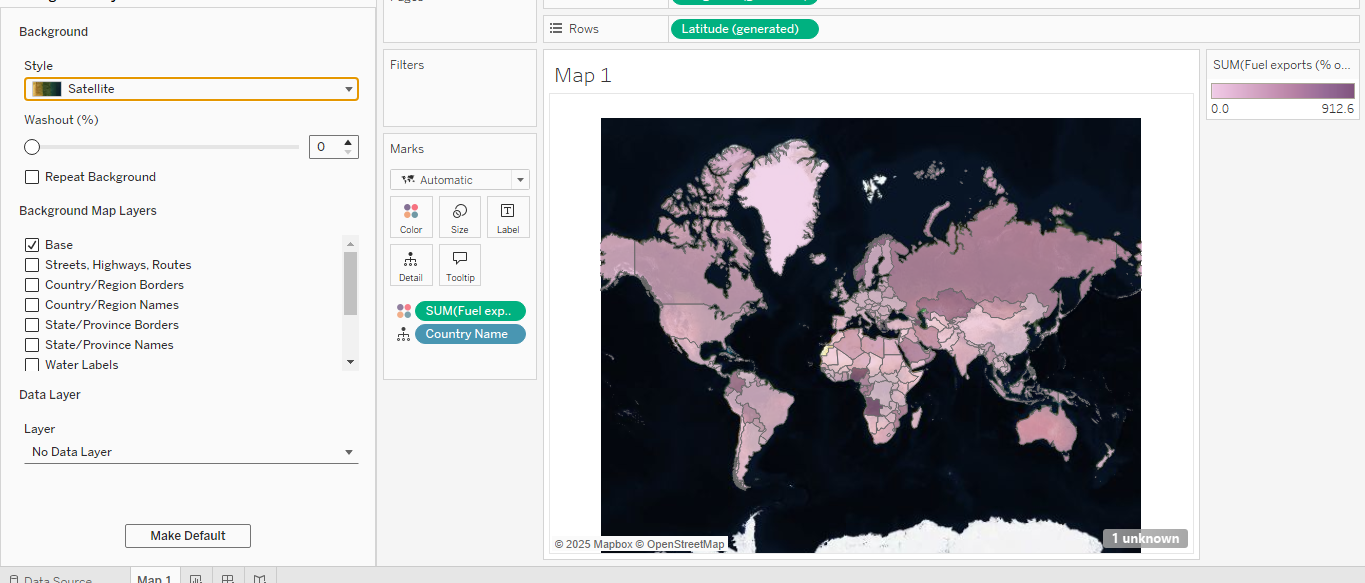 Background
Style
Satellite
Washout (%)
0
Repeat Background
Background Map Layers
Base
Streets, Highways, Routes
Country/Region Borders
Country/Region Names
State/Province Borders
State/Province Names
Water Labels
Data Layer
Layer
No Data Layer
Make Default
Filters
Marks
Automatic
Color
Size
Label
Detail
Tooltip
SUM(Fuel exp..
Country Name
Rows
Latitude (generated)
Map 1
© 2025 Mapbox © OpenStreetMap
1 unknown
SUM(Fuel exports (% o...
0.0
912.6
Data Source
Map 1